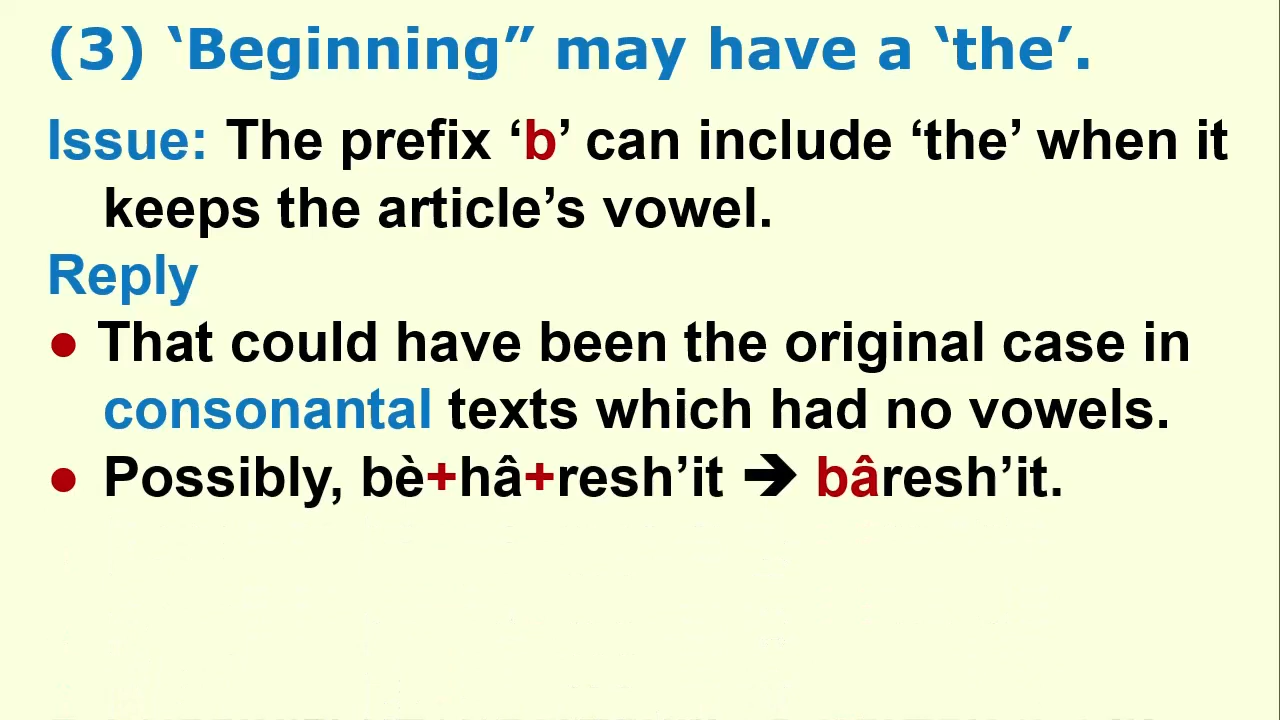 (3) ‘Beginning” may have a ‘the’.
Issue: The prefix ‘b’ can include ‘the’ when it
keeps the article’s vowel.
Reply
● That could have been the original case in
consonantal texts which had no vowels.
● Possibly, bè+hâ+resh’it ➔ bâresh’it.